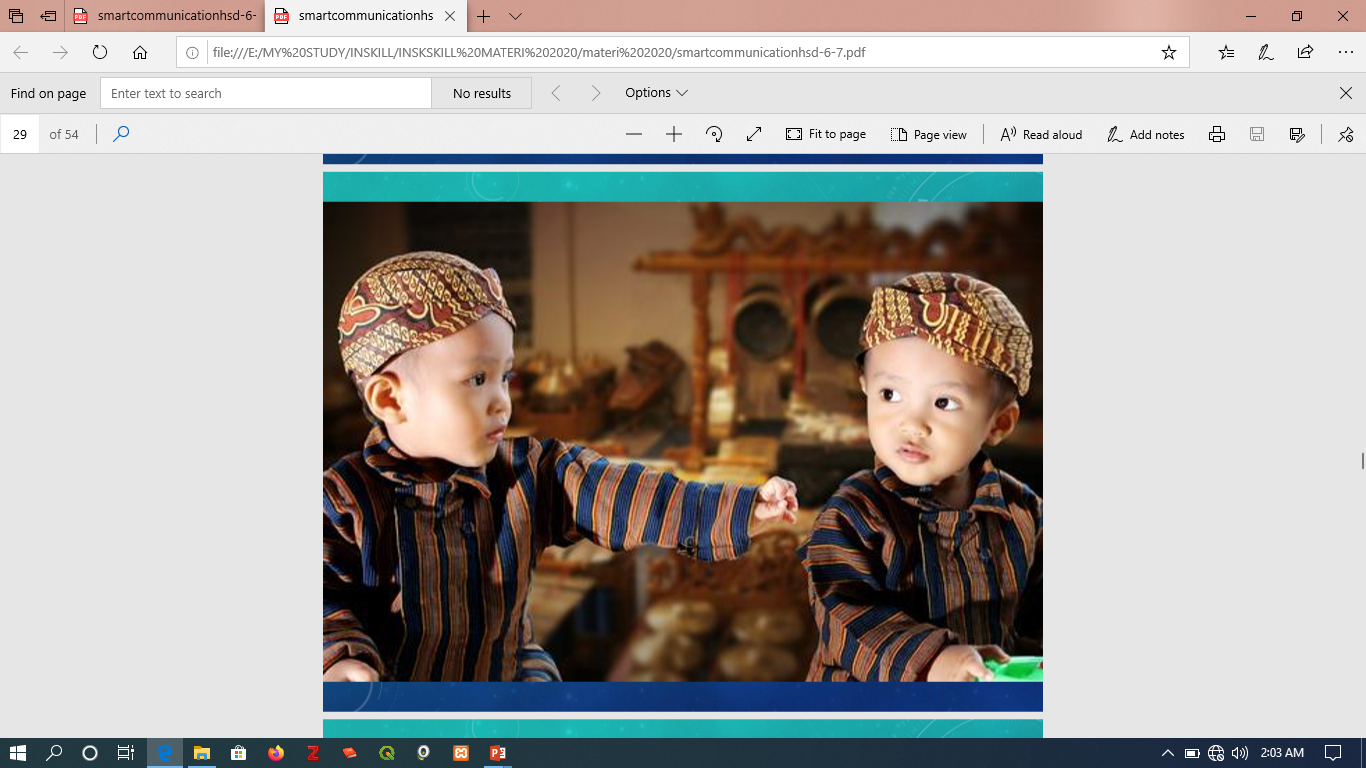 smartcommunicationhsd-6-
smartcommunicationhs
file:///E:/MY%20STUDY/INSKILL/INSKSKILL%20MATERI%202020/materi%202020/smartcommunicationhsd-6-7.pdf
Find on page
Enter text to search
No results
Options
29 of 54
Fit to page
Page view
Read aloud
Add notes
2:03 AM